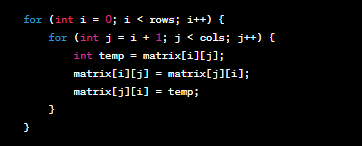 for (int i = 0; i < rows; i++) {
    for (int j = i + 1; j < cols; j++) {
        int temp = matrix[i][j];
        matrix[i][j] = matrix[j][i];
        matrix[j][i] = temp;
    }
}